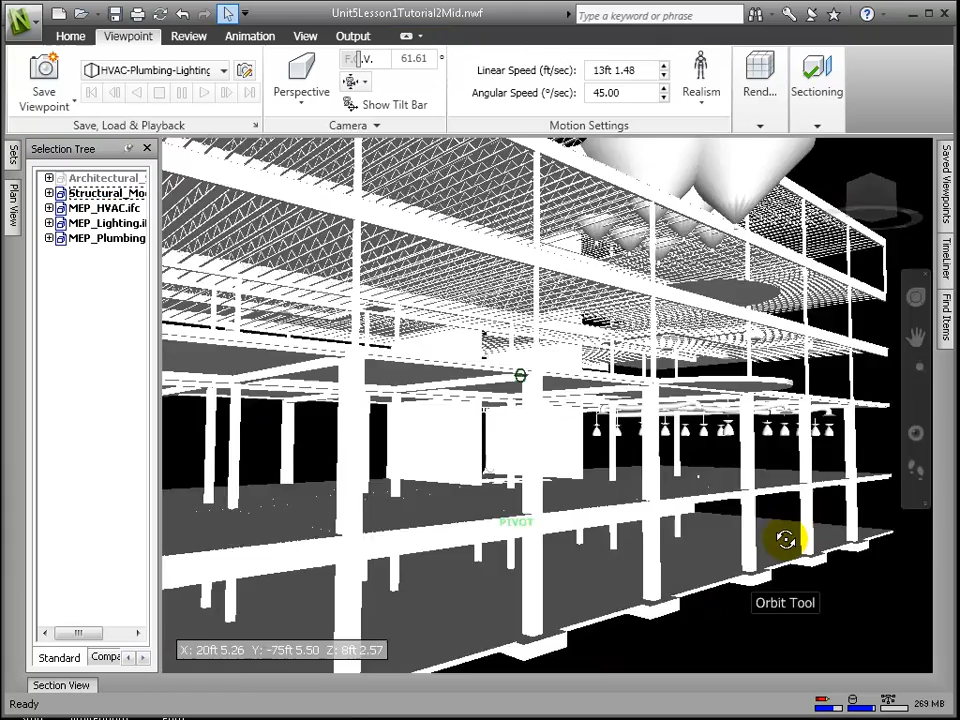 Unit5Lesson1Tutorial2Mid.nwf
Type a keyword or phrase
Home Viewpoint Review Animation View Output
Save
Viewpoint
HVAC-Plumbing-Lighting
Save, Load & Playback
Perspective
F.O.V. 61.61 °
Show Tilt Bar
Camera
Linear Speed (ft/sec): 13ft 1.48
Angular Speed (°/sec): 45.00
Motion Settings
Realism
Rend...
Sectioning
Sets
Plan View
Selection Tree
Architectural_
Structural_Mo
MEP_HVAC.ifc
MEP_Lighting.i
MEP_Plumbing
Saved Viewpoints
TimeLiner
Find Items
PIVOT
Orbit Tool
X: 20ft 5.26 Y: -75ft 5.50 Z: 8ft 2.57
Standard Compa
Section View
Ready
269 MB